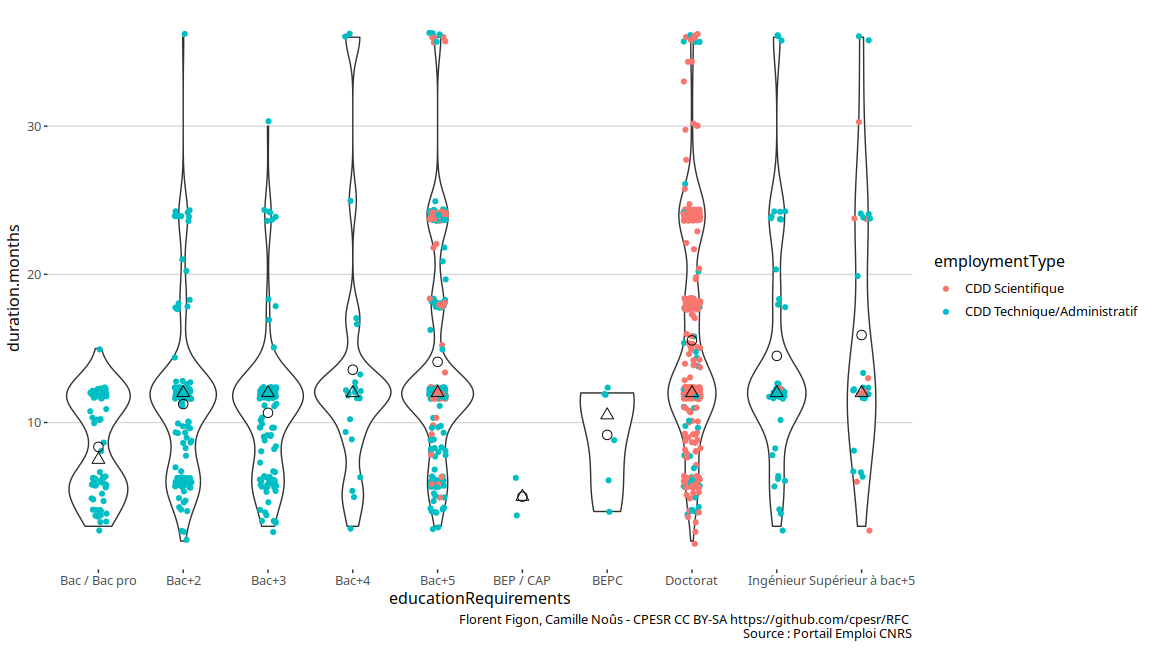 duration.months
30
20
10
Bac / Bac pro
Bac+2
Bac+3
Bac+4
Bac+5
BEP / CAP
BEPC
Doctorat
Ingénieur
Supérieur à bac+5
educationRequirements
employmentType
CDD Scientifique
CDD Technique/Administratif
Florent Figon, Camille Noûs - CPESR CC BY-SA https://github.com/cpesr/RFC
Source : Portail Emploi CNRS